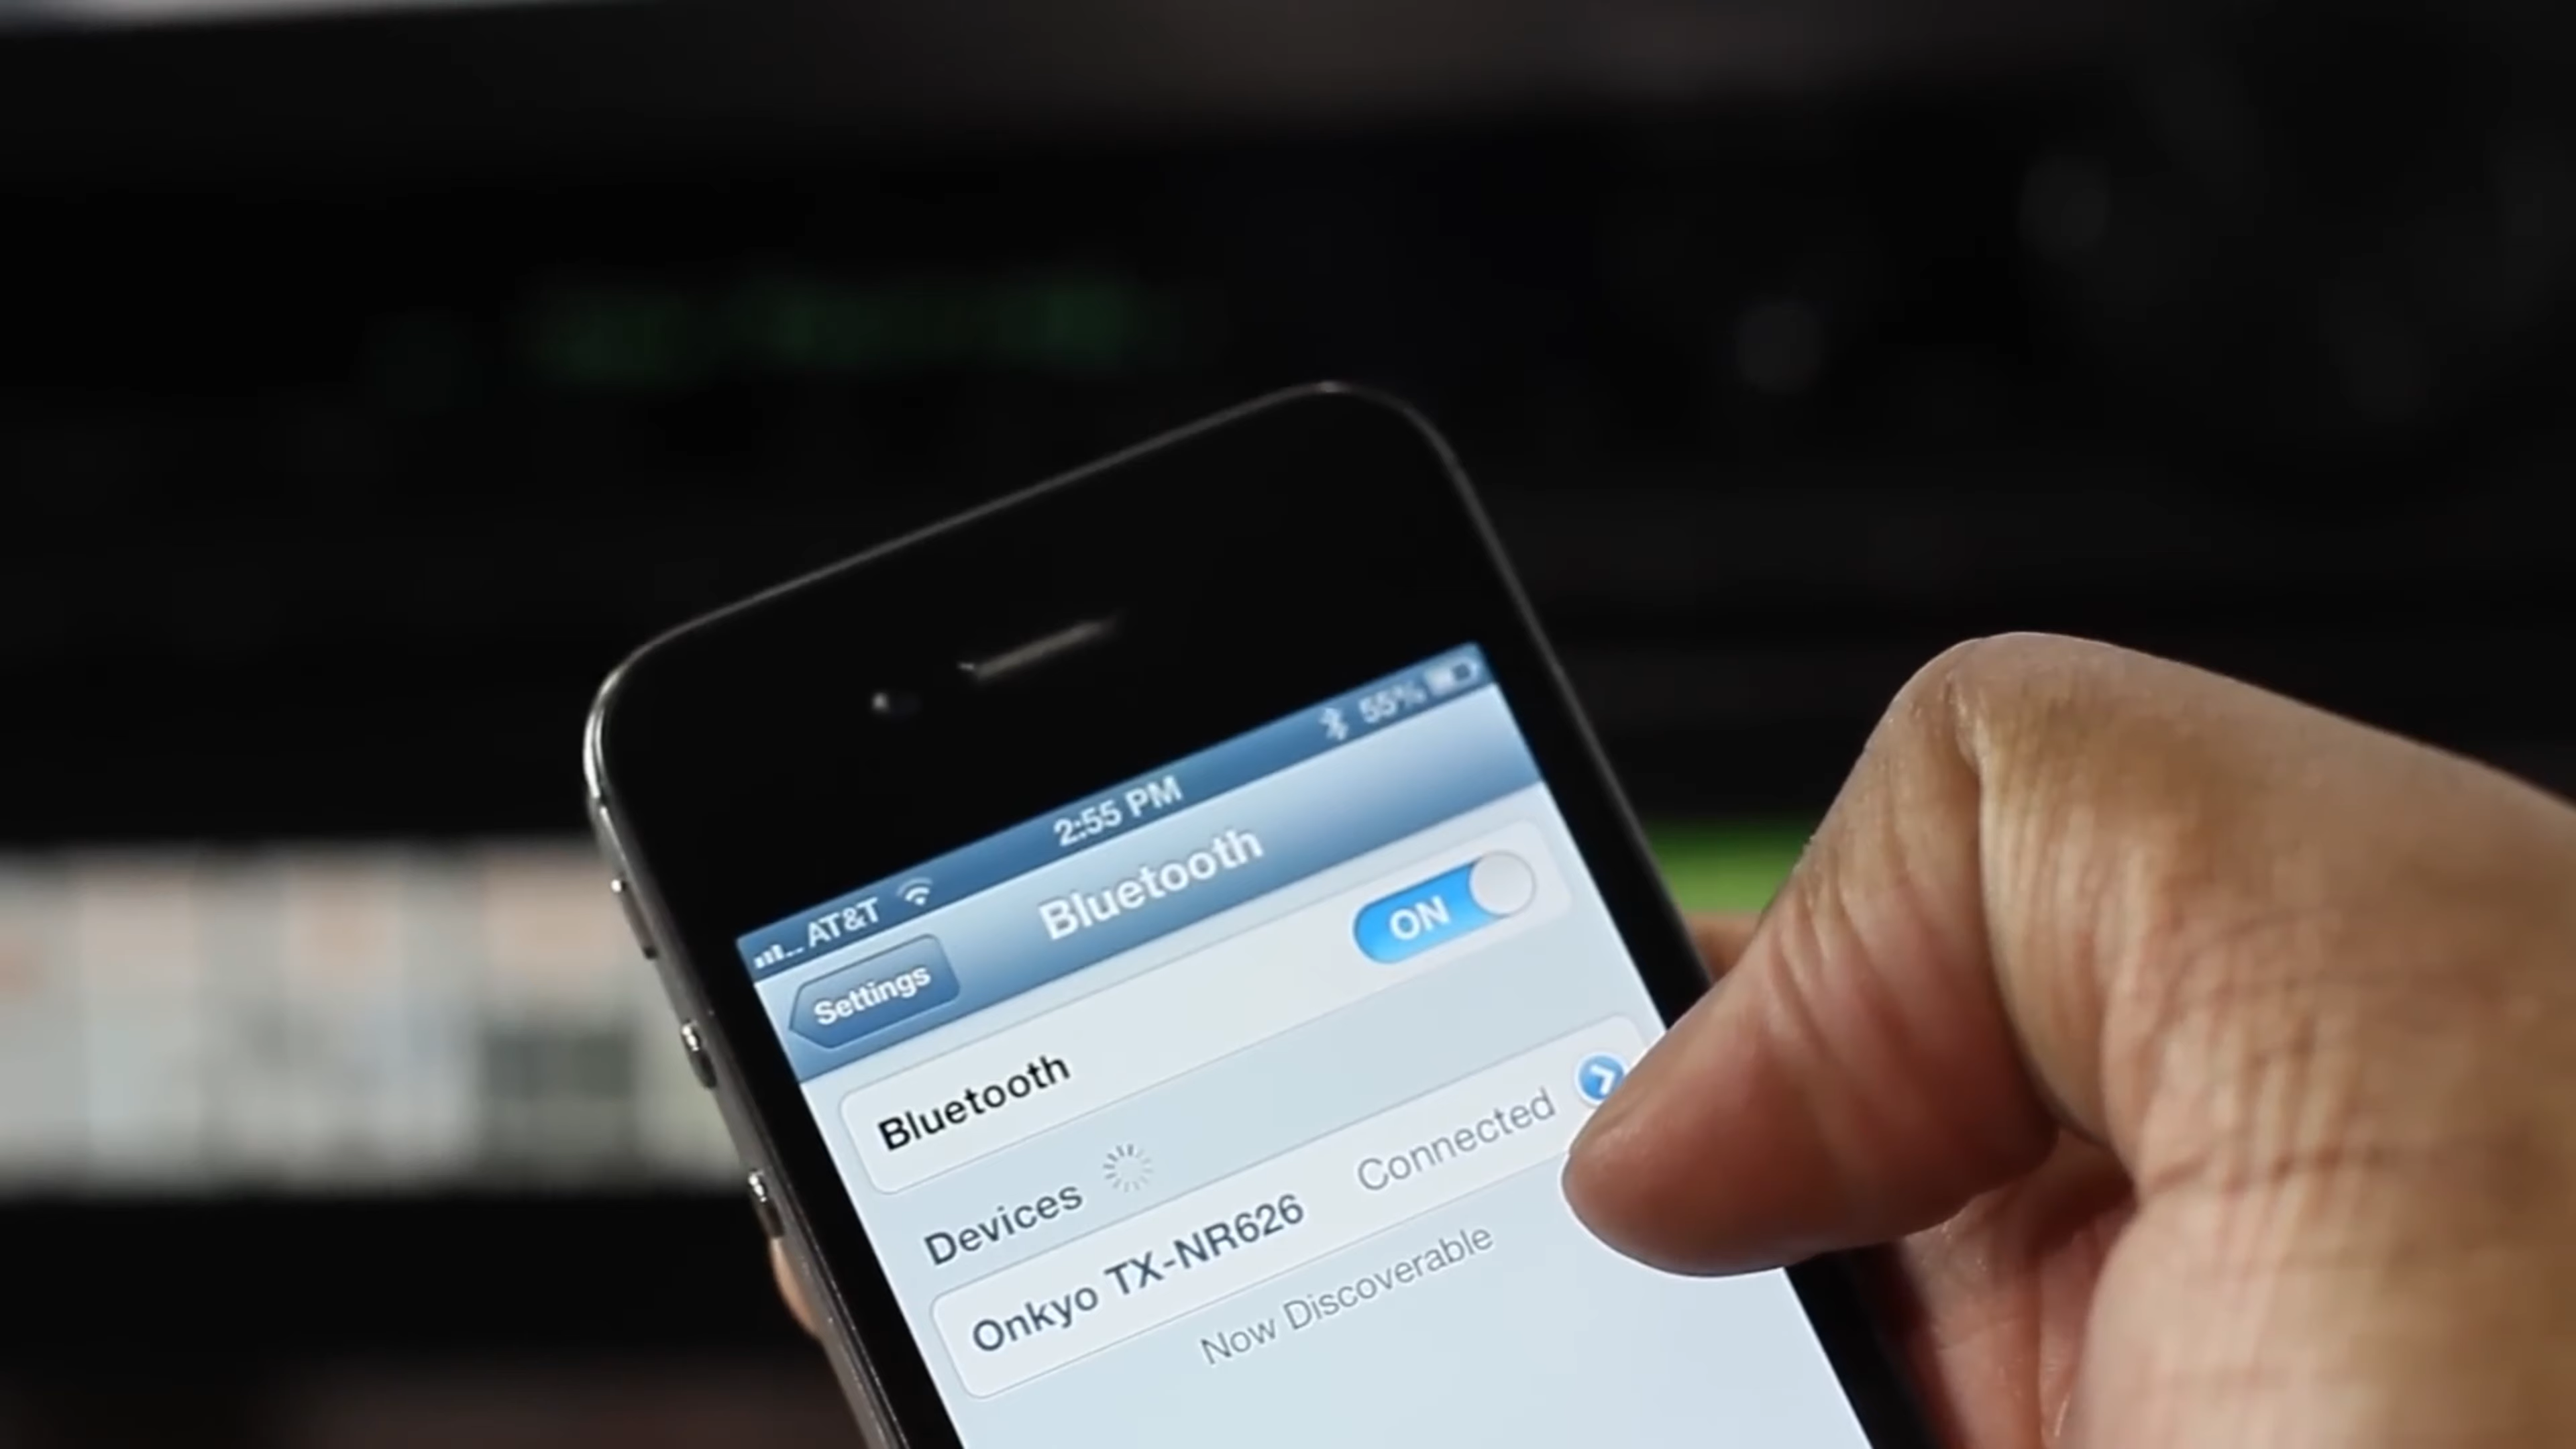 AT&T 2:55 PM 55%
Settings Bluetooth
Bluetooth ON
Devices
Onkyo TX-NR626 Connected
Now Discoverable